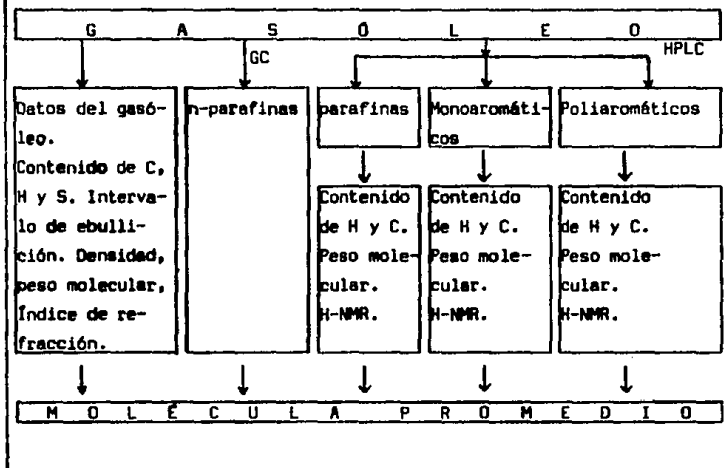 G A S Ó L E O
GC
HPLC
Datos del gasó-
leo.
Contenido de C,
H y S. Interva-
lo de ebulli-
ción. Densidad,
peso molecular,
Índice de re-
fracción.
n-parafinas
parafinas
Monoaromáti-
cos
Poliaromáticos
Contenido
de H y C.
Peso mole-
cular.
H-NMR.
Contenido
de H y C.
Peso mole-
cular.
H-NMR.
Contenido
de H y C.
Peso mole-
cular.
H-NMR.
M O L É C U L A P R O M E D I O